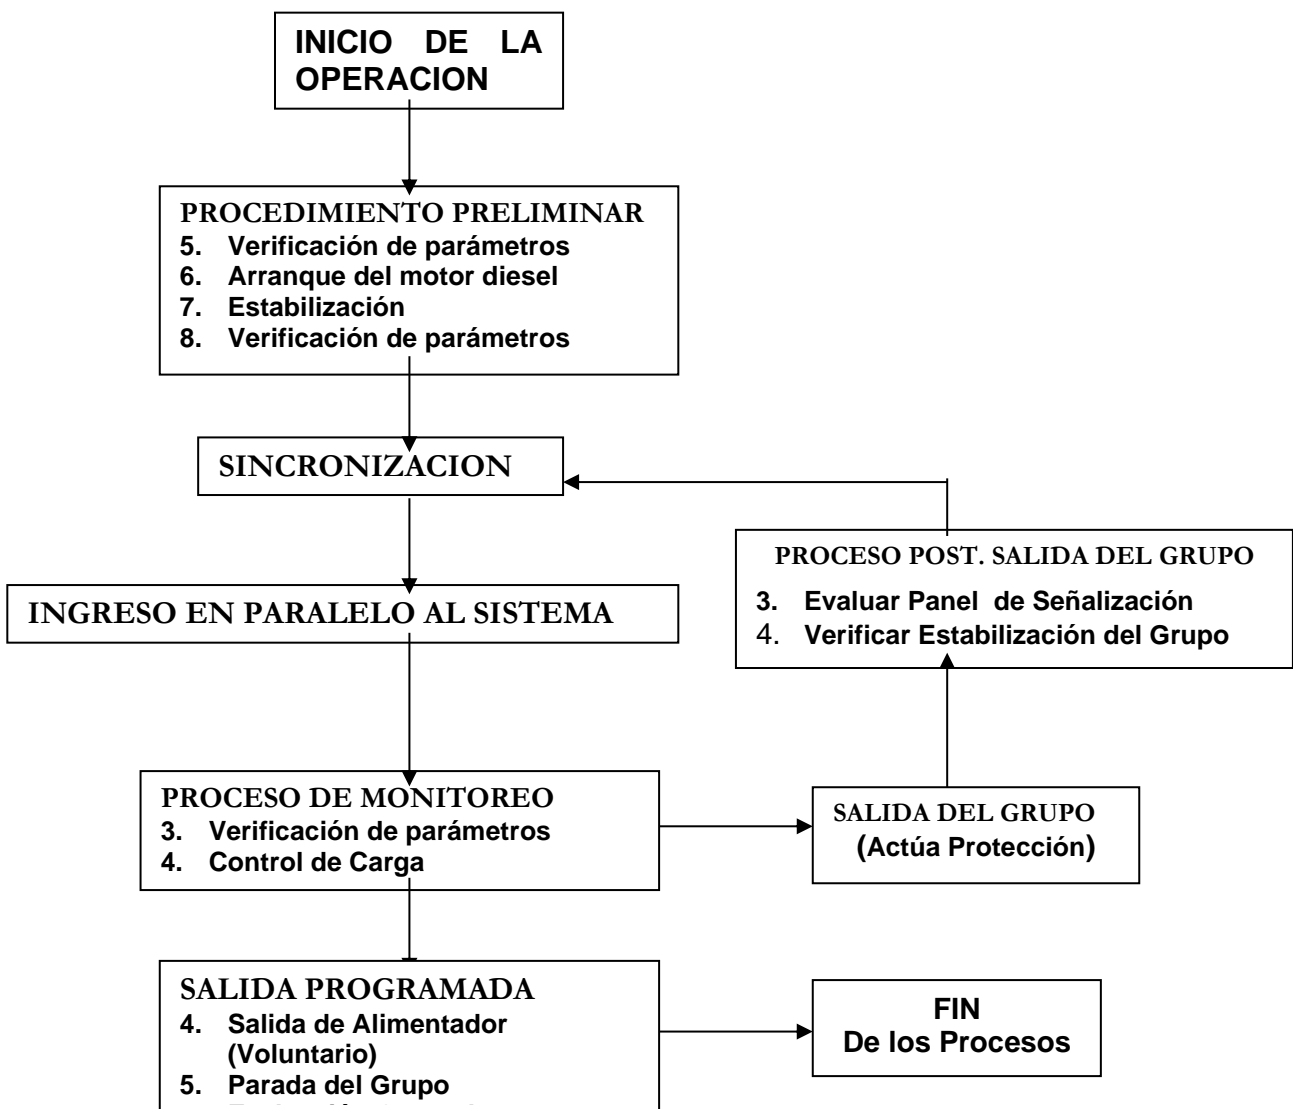 INICIO DE LA
OPERACION
PROCEDIMIENTO PRELIMINAR
5. Verificación de parámetros
6. Arranque del motor diesel
7. Estabilización
8. Verificación de parámetros
SINCRONIZACION
INGRESO EN PARALELO AL SISTEMA
PROCESO POST. SALIDA DEL GRUPO
3. Evaluar Panel de Señalización
4. Verificar Estabilización del Grupo
PROCESO DE MONITOREO
3. Verificación de parámetros
4. Control de Carga
SALIDA DEL GRUPO
(Actúa Protección)
SALIDA PROGRAMADA
4. Salida de Alimentador
(Voluntario)
5. Parada del Grupo
FIN
De los Procesos